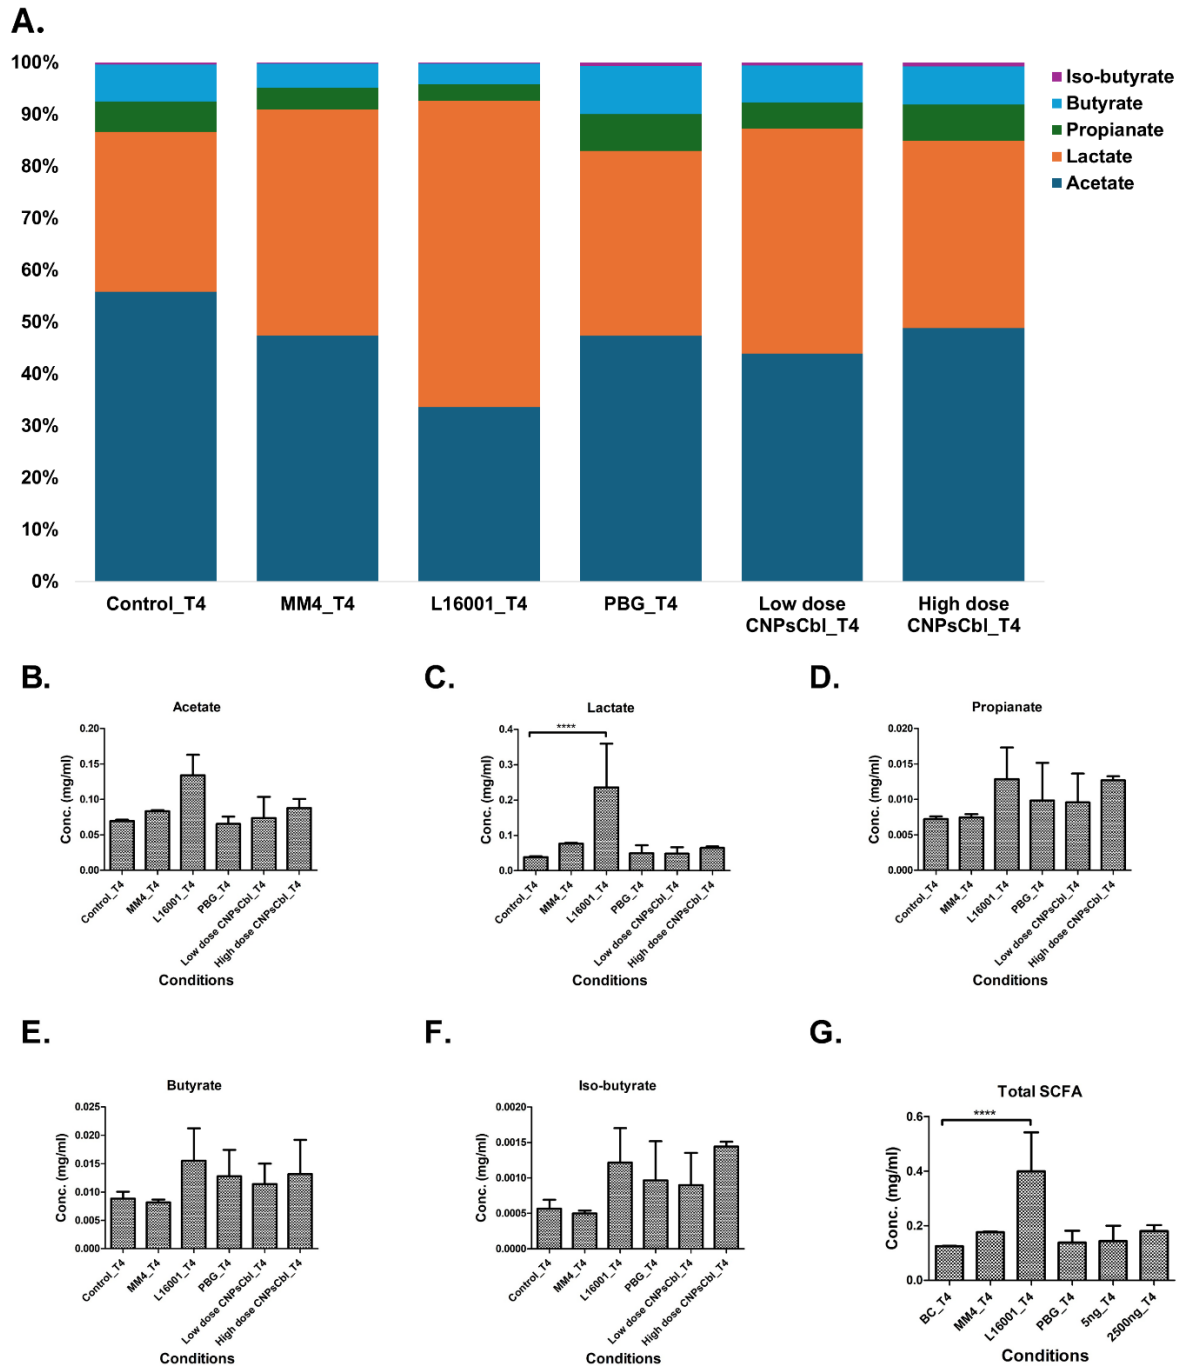 A.
100%
90%
80%
70%
60%
50%
40%
30%
20%
10%
0%
Iso-butyrate
Butyrate
Propianate
Lactate
Acetate
Control_T4
MM4_T4
L16001_T4
PBG_T4
Low dose
CNPsCbl_T4
High dose
CNPsCbl_T4
B.
Acetate
Conc. (mg/ml)
0.20
0.15
0.10
0.05
0.00
Control_T4
MM4_T4
L16001_T4
PBG_T4
Low dose CNPsCbl_T4
High dose CNPsCbl_T4
Conditions
C.
Lactate
****
Conc. (mg/ml)
0.4
0.3
0.2
0.1
0.0
Control_T4
MM4_T4
L16001_T4
PBG_T4
Low dose CNPsCbl_T4
High dose CNPsCbl_T4
Conditions
D.
Propianate
Conc. (mg/ml)
0.020
0.015
0.010
0.005
0.000
Control_T4
MM4_T4
L16001_T4
PBG_T4
Low dose CNPsCbl_T4
High dose CNPsCbl_T4
Conditions
E.
Butyrate
Conc. (mg/ml)
0.025
0.020
0.015
0.010
0.005
0.000
Control_T4
MM4_T4
L16001_T4
PBG_T4
Low dose CNPsCbl_T4
High dose CNPsCbl_T4
Conditions
F.
Iso-butyrate
Conc. (mg/ml)
0.0020
0.0015
0.0010
0.0005
0.0000
Control_T4
MM4_T4
L16001_T4
PBG_T4
Low dose CNPsCbl_T4
High dose CNPsCbl_T4
Conditions
G.
Total SCFA
****
Conc. (mg/ml)
0.6
0.4
0.2
0.0
BC_T4
MM4_T4
L16001_T4
PBG_T4
5ng_T4
2500ng_T4
Conditions